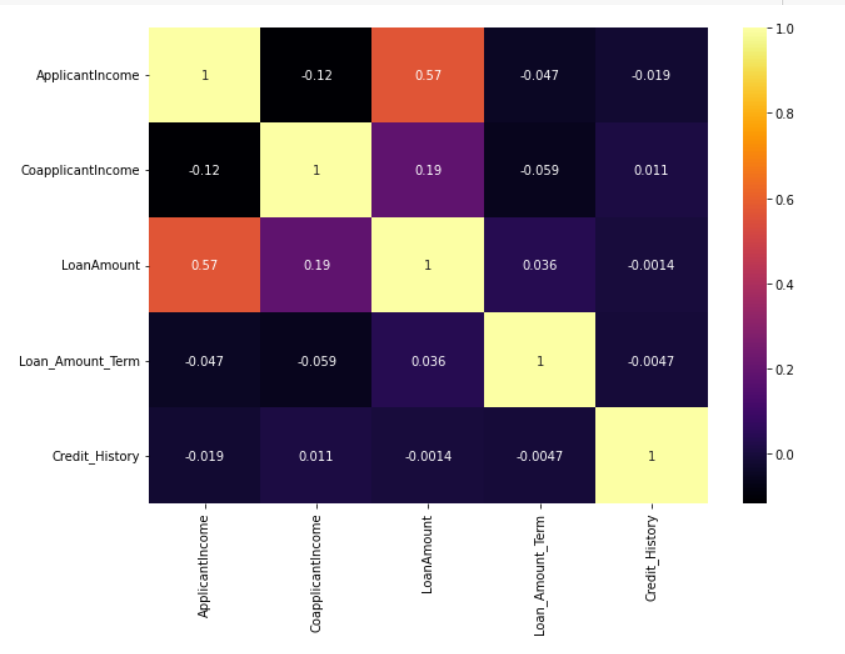 1.0
ApplicantIncome 1 -0.12 0.57 -0.047 -0.019
0.8
CoapplicantIncome -0.12 1 0.19 -0.059 0.011
0.6
LoanAmount 0.57 0.19 1 0.036 -0.0014
0.4
Loan_Amount_Term -0.047 -0.059 0.036 1 -0.0047
0.2
Credit_History -0.019 0.011 -0.0014 -0.0047 1
0.0
ApplicantIncome
CoapplicantIncome
LoanAmount
Loan_Amount_Term
Credit_History